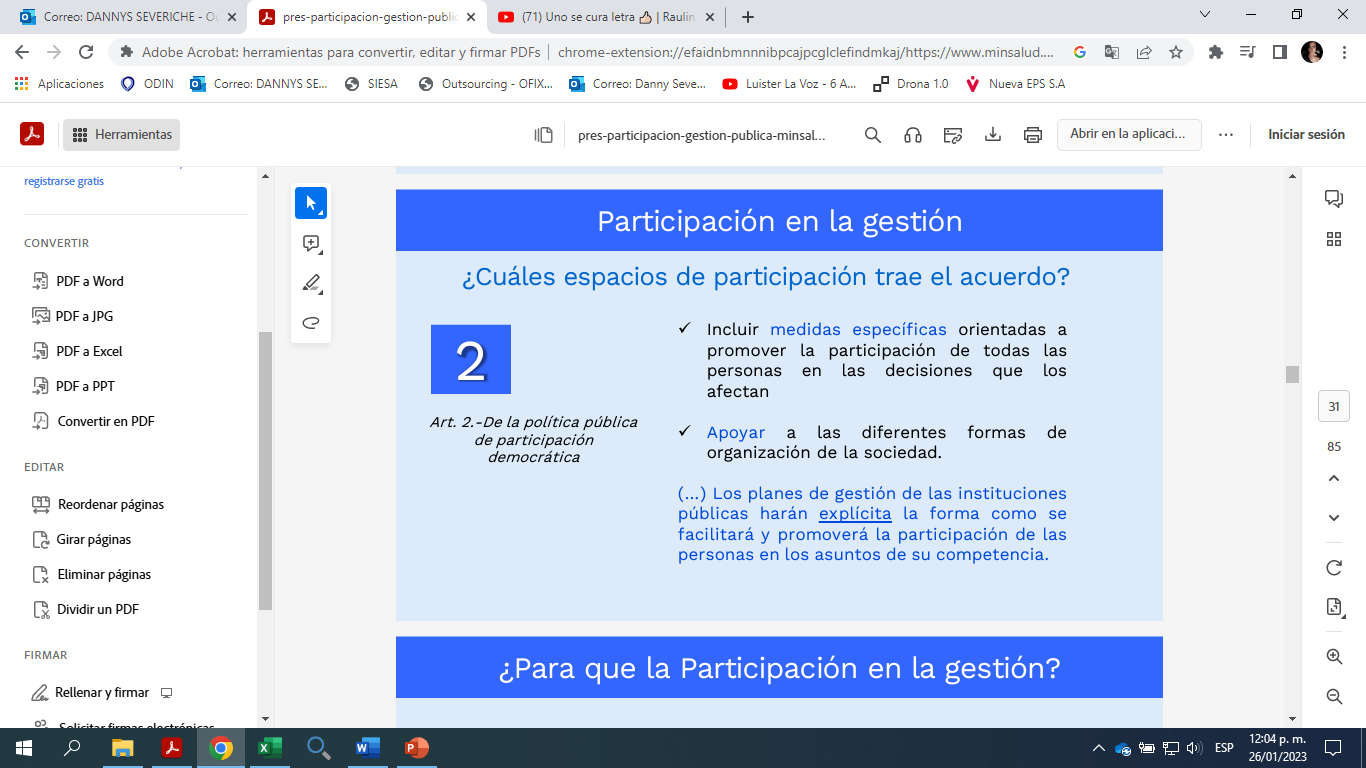 Correo: DANNYS SEVERICHE - Ou
pres-participacion-gestion-public
(71) Uno se cura letra 👍🏻 | Raulin
Adobe Acrobat: herramientas para convertir, editar y firmar PDFs | chrome-extension://efaidnbmnnnibpcajpcglclefindmkaj/https://www.minsalud....
Aplicaciones
ODIN
Correo: DANNYS SE...
SIESA
Outsourcing - OFIX...
Correo: Danny Seve...
Luister La Voz - 6 A...
Drona 1.0
Nueva EPS S.A
Herramientas
pres-participacion-gestion-publica-minsal...
Abrir en la aplicaci...
Iniciar sesión
registrarse gratis
CONVERTIR
PDF a Word
PDF a JPG
PDF a Excel
PDF a PPT
Convertir en PDF
EDITAR
Reordenar páginas
Girar páginas
Eliminar páginas
Dividir un PDF
FIRMAR
Rellenar y firmar
Solicitar firmas electrónicas
Participación en la gestión
¿Cuáles espacios de participación trae el acuerdo?
2
Art. 2.-De la política pública
de participación
democrática
✓ Incluir medidas específicas orientadas a
promover la participación de todas las
personas en las decisiones que los
afectan
✓ Apoyar a las diferentes formas de
organización de la sociedad.
(...) Los planes de gestión de las instituciones
públicas harán explícita la forma como se
facilitará y promoverá la participación de las
personas en los asuntos de su competencia.
¿Para que la Participación en la gestión?
31
85
ESP
12:04 p. m.
26/01/2023